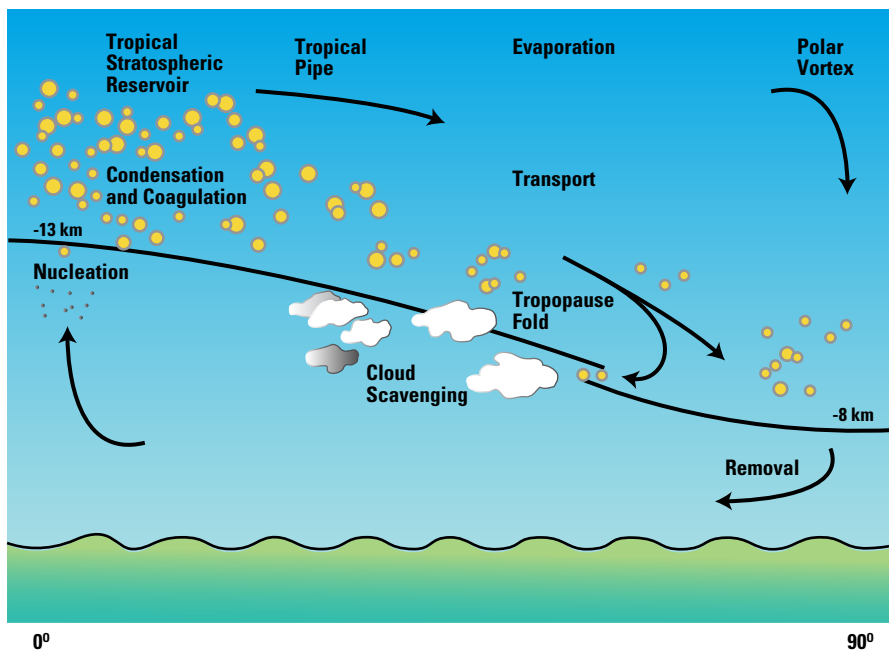 Tropical
Stratospheric
Reservoir
Tropical
Pipe
Evaporation
Polar
Vortex
Condensation
and Coagulation
Transport
-13 km
Nucleation
Tropopause
Fold
Cloud
Scavenging
-8 km
Removal
0⁰
90⁰